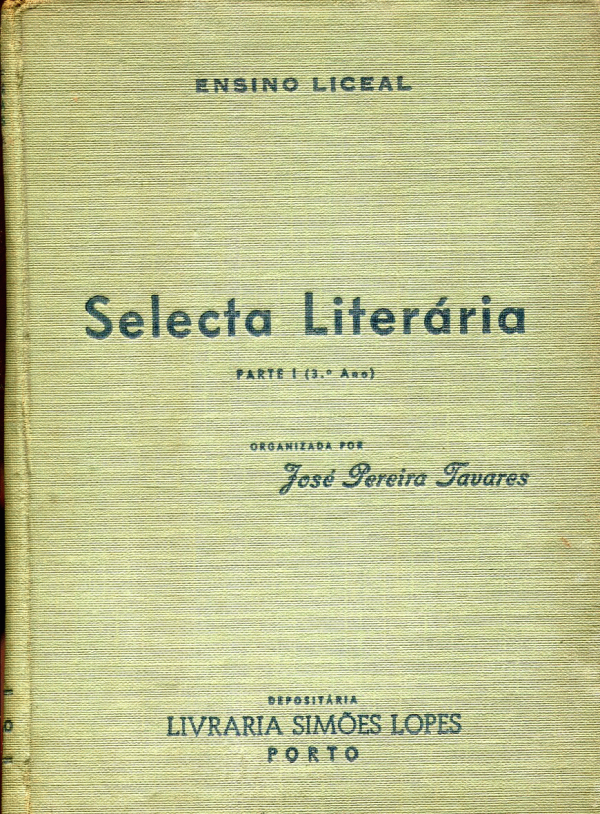 ENSINO LICEAL
Selecta Literária
PARTE I (3.º Ano)
ORGANIZADA POR
José Pereira Tavares
DEPOSITÁRIA
LIVRARIA SIMÕES LOPES
PORTO